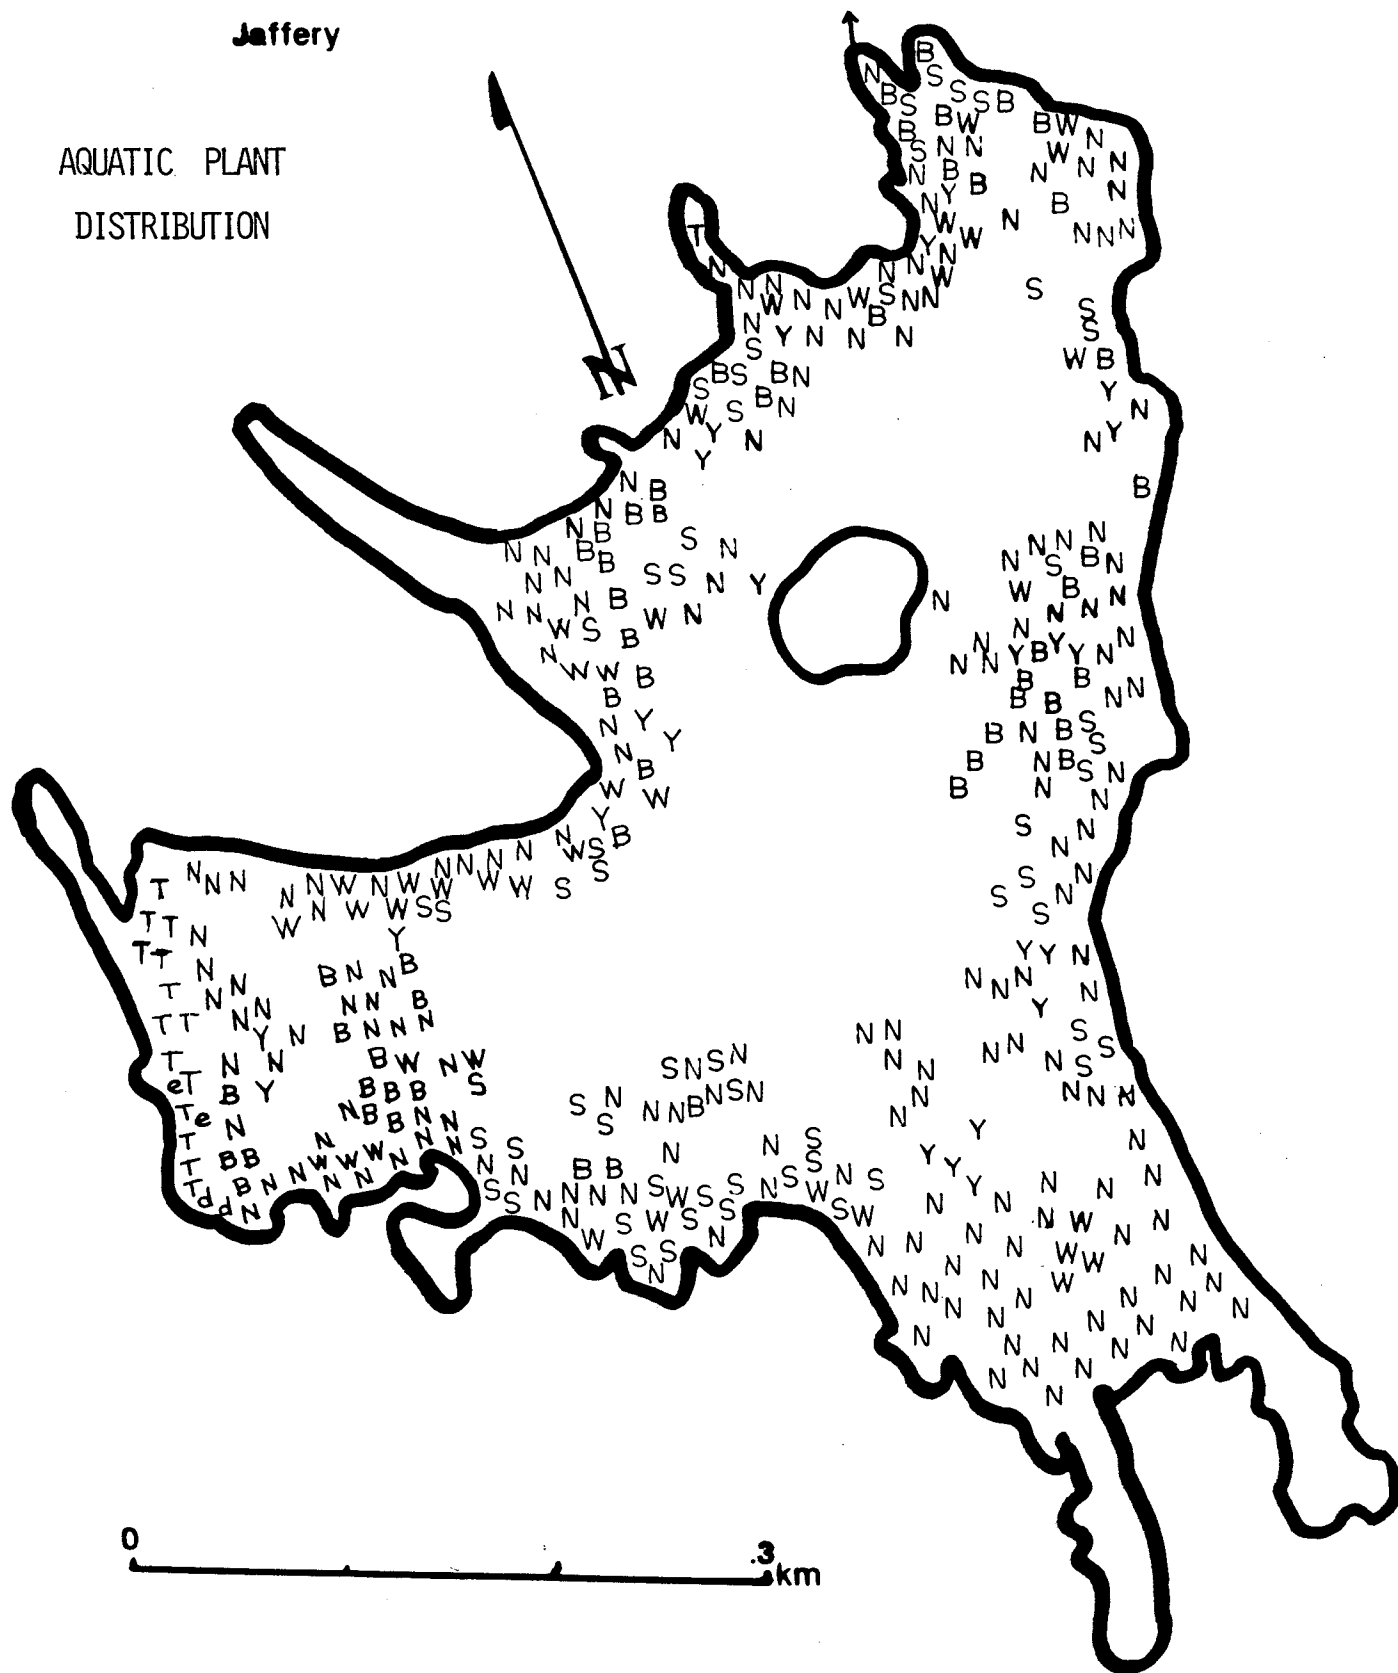 Jaffery
AQUATIC PLANT
DISTRIBUTION
N
B
N S
B S S S B
B B W B W N
S N N W N N
N B B N N
N Y B
N W W N N N N
T Y N
N N N W
N N W N N W S N N S
N Y N N B N S
S S
B S B N W B
S B N Y
W S N N
N Y N N Y
Y
N B B
N B B
N B N N N N
N N B B S N N S B N
N N S S N Y W B
N N N B W N N N N N
W S B N N Y N
N N N Y B Y N N
W W B B B
B B B N N
N Y Y B N B S
N B B N B S S N
W W B N N
Y S N
N W S B N
N N N N N N W N W N N W W S S S N
T N N N W N W W S S S S N
T T N W Y S
T T N B N N B Y Y N
T N N N N N B N N N Y N
T T N N Y N B N N N N N S
T N N B W N W S N S N N N N S S
e T B Y B B B S N N S
T e N N B B N S N N N B N S N N N N N
T N B N N S S N S Y N
T B B N W W W N N N S N B B N S N S N N N Y Y
T d d B N N N N N S S N N N N S W S S N S W S Y N N
N N W S W S N S W N N W N
W S S N N N N N W W N N
N N N N N N W N N N
N N N N N N N
N N N N N
N N N N
N
0 .3
km